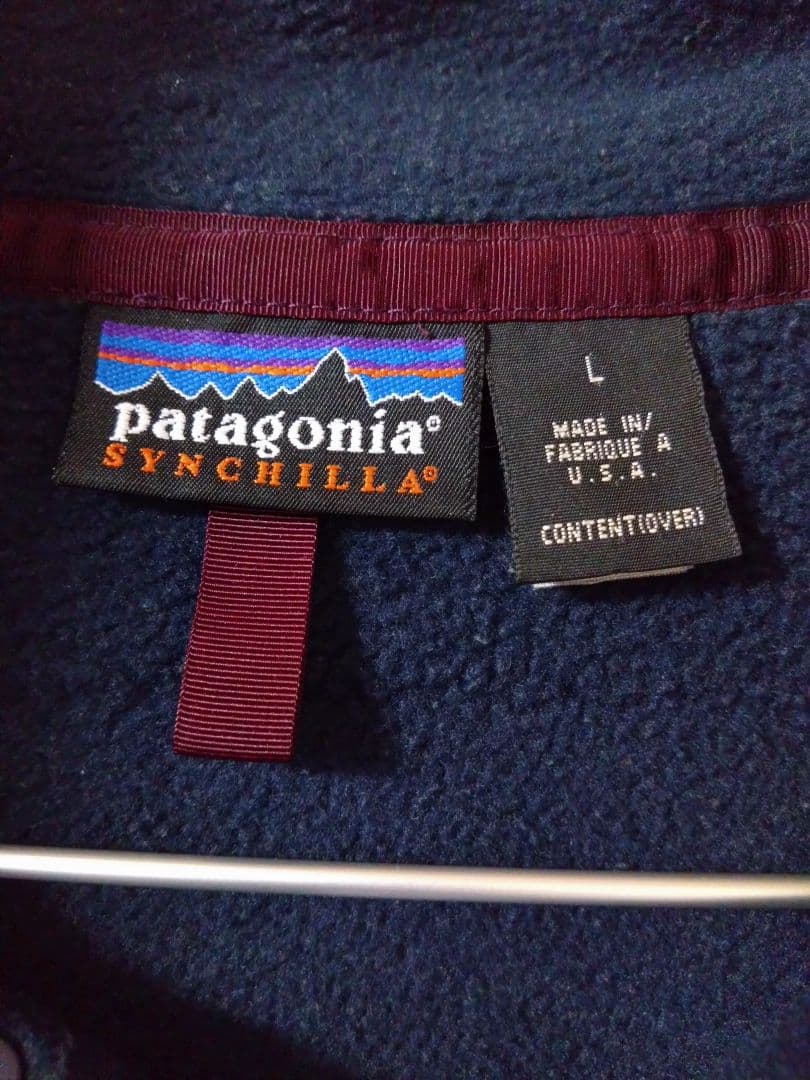 patagonia®
SYNCHILLA®
L
MADE IN/
FABRIQUE A
U.S.A.
CONTENT(OVER)